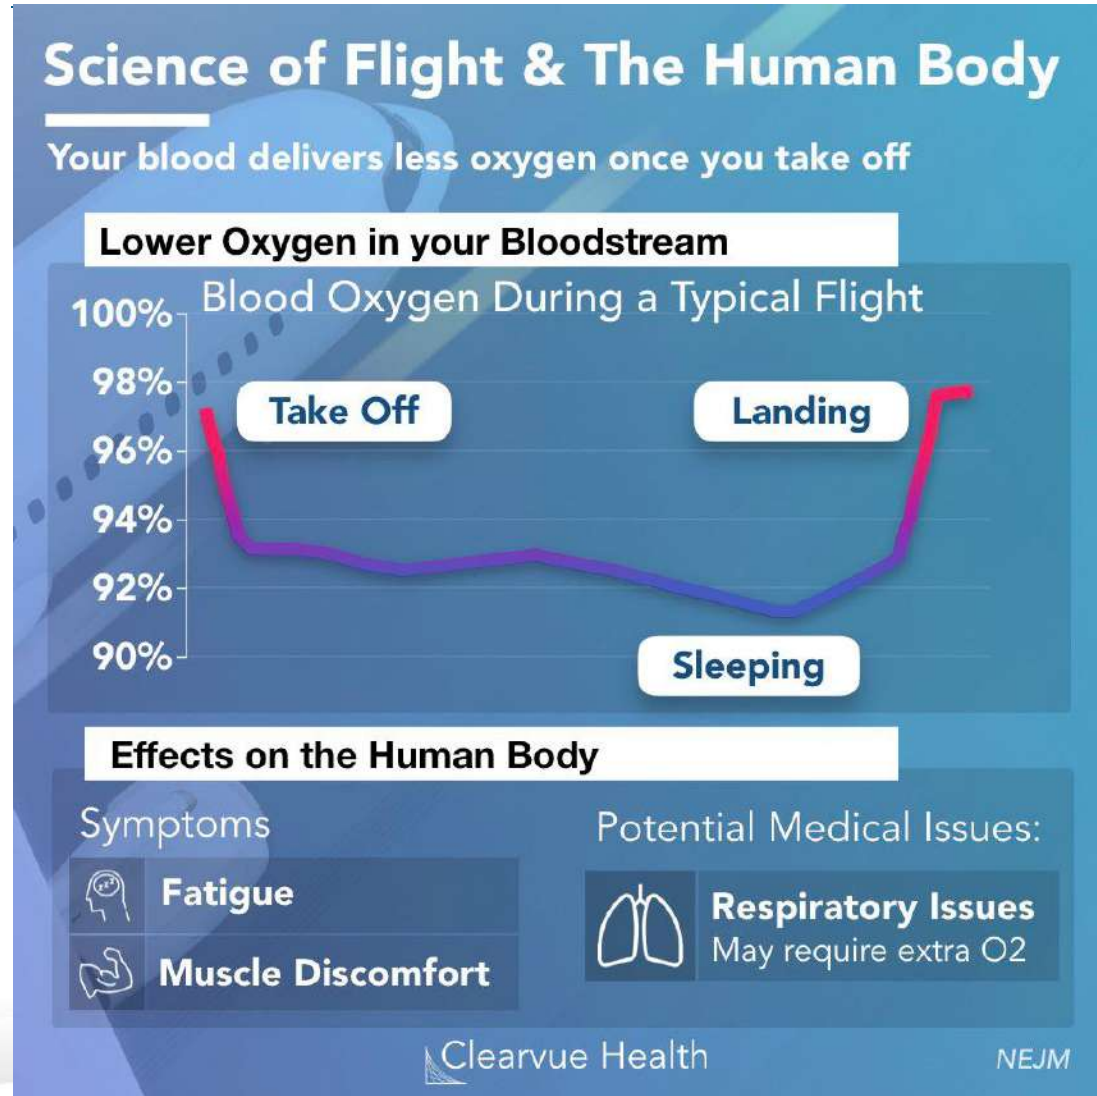 Science of Flight & The Human Body
Your blood delivers less oxygen once you take off
Lower Oxygen in your Bloodstream
Blood Oxygen During a Typical Flight
100%
98%
96%
94%
92%
90%
Take Off
Landing
Sleeping
Effects on the Human Body
Symptoms
Fatigue
Muscle Discomfort
Potential Medical Issues:
Respiratory Issues
May require extra O2
Clearvue Health
NEJM